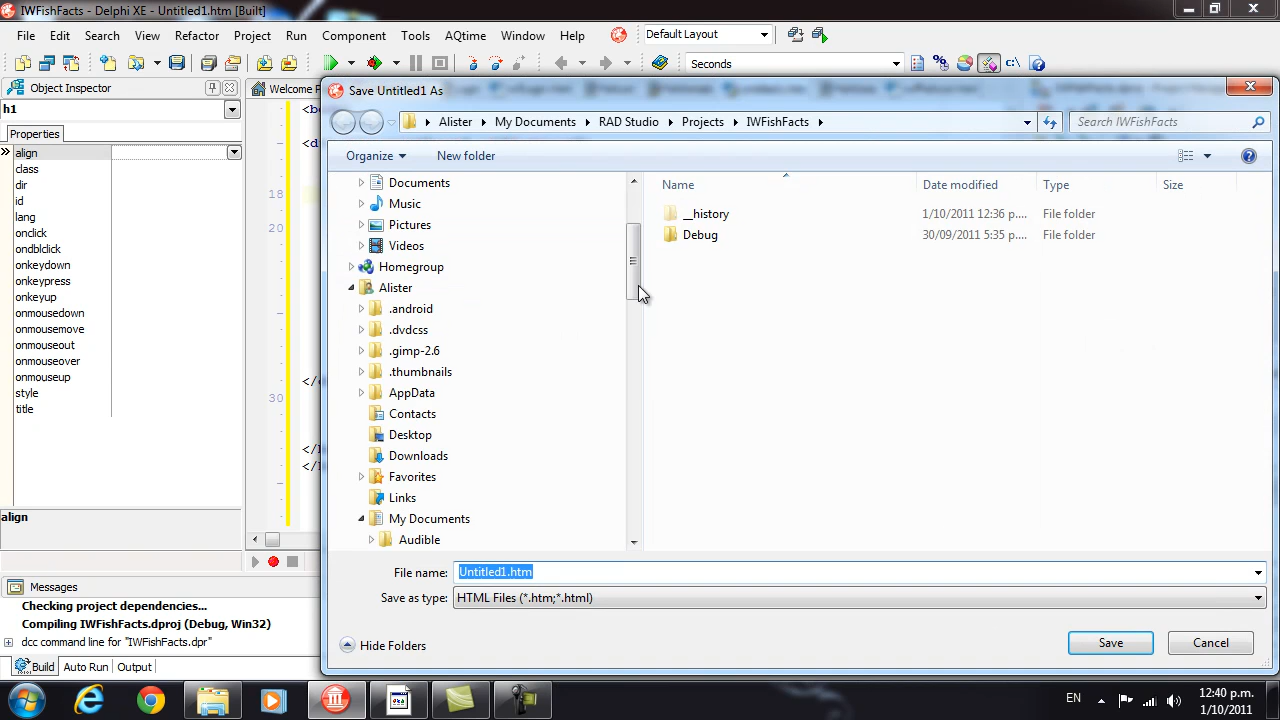 IWFishFacts - Delphi XE - Untitled1.htm [Built]
File Edit Search View Refactor Project Run Component Tools AQtime Window Help
Default Layout
Seconds
Object Inspector
h1
Properties
align
class
dir
id
lang
onclick
ondblclick
onkeydown
onkeypress
onkeyup
onmousedown
onmousemove
onmouseout
onmouseover
onmouseup
style
title
align
Welcome P
18
20
30
Save Untitled1 As
Alister My Documents RAD Studio Projects IWFishFacts
Search IWFishFacts
Organize New folder
Documents
Music
Pictures
Videos
Homegroup
Alister
.android
.dvdcss
.gimp-2.6
.thumbnails
AppData
Contacts
Desktop
Downloads
Favorites
Links
My Documents
Audible
Name Date modified Type Size
__history 1/10/2011 12:36 p.... File folder
Debug 30/09/2011 5:35 p.... File folder
File name: Untitled1.htm
Save as type: HTML Files (*.htm;*.html)
Hide Folders
Save Cancel
Messages
Checking project dependencies...
Compiling IWFishFacts.dproj (Debug, Win32)
dcc command line for "IWFishFacts.dpr"
Build Auto Run Output
EN
12:40 p.m.
1/10/2011